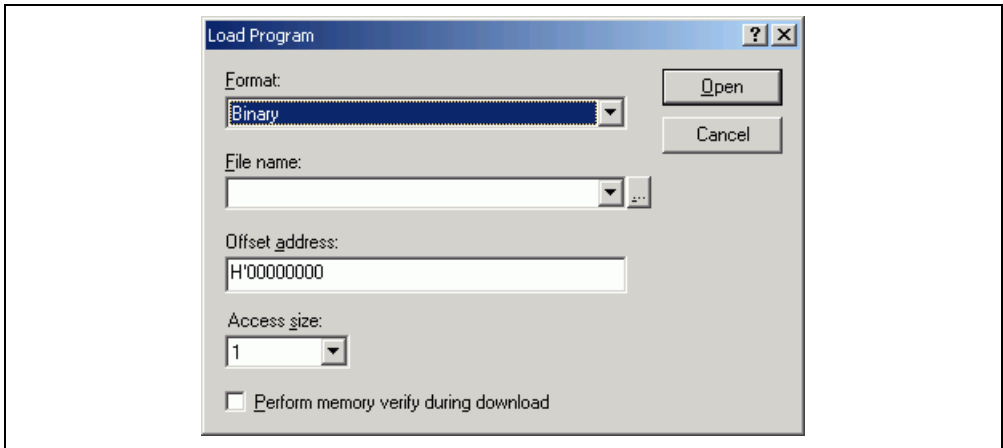 Load Program
Format:
Open
Binary
Cancel
File name:
...
Offset address:
H'00000000
Access size:
1
Perform memory verify during download